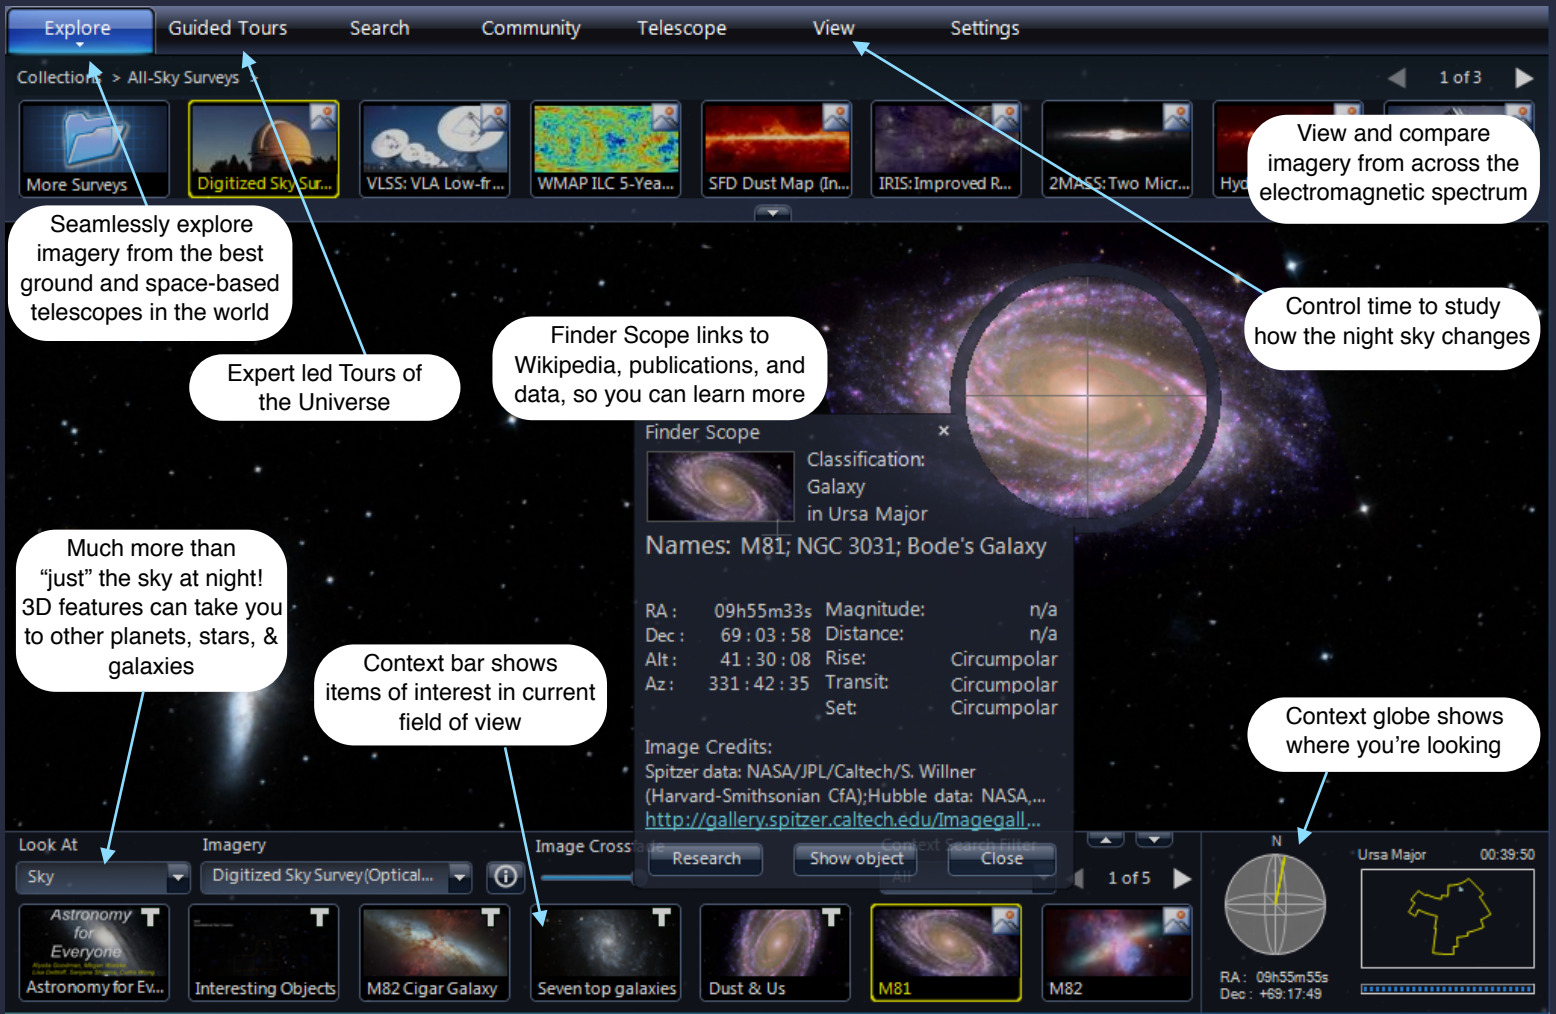 Explore
Guided Tours
Search
Community
Telescope
View
Settings
Collections > All-Sky Surveys >
1 of 3
More Surveys
Digitized Sky Sur...
VLSS: VLA Low-fr...
WMAP ILC 5-Yea...
SFD Dust Map (In...
IRIS: Improved R...
2MASS: Two Micr...
Hyd
View and compare
imagery from across the
electromagnetic spectrum
Seamlessly explore
imagery from the best
ground and space-based
telescopes in the world
Expert led Tours of
the Universe
Finder Scope links to
Wikipedia, publications, and
data, so you can learn more
Control time to study
how the night sky changes
Finder Scope
×
Classification:
Galaxy
in Ursa Major
Names: M81; NGC 3031; Bode's Galaxy
RA : 09h55m33s Magnitude: n/a
Dec : 69 : 03 : 58 Distance: n/a
Alt : 41 : 30 : 08 Rise: Circumpolar
Az : 331 : 42 : 35 Transit: Circumpolar
Set: Circumpolar
Image Credits:
Spitzer data: NASA/JPL/Caltech/S. Willner
(Harvard-Smithsonian CfA);Hubble data: NASA,...
http://gallery.spitzer.caltech.edu/Imagegall...
Research
Show object
Close
Much more than
“just” the sky at night!
3D features can take you
to other planets, stars, &
galaxies
Context bar shows
items of interest in current
field of view
Context globe shows
where you’re looking
Look At
Imagery
Image Crossfade
Context Search Filter
Sky
Digitized Sky Survey (Optical...
All
1 of 5
Astronomy
for
Everyone
Astronomy for Ev...
T
Interesting Objects
T
M82 Cigar Galaxy
T
Seven top galaxies
T
Dust & Us
T
M81
M82
N
RA : 09h55m55s
Dec : +69:17:49
Ursa Major
00:39:50